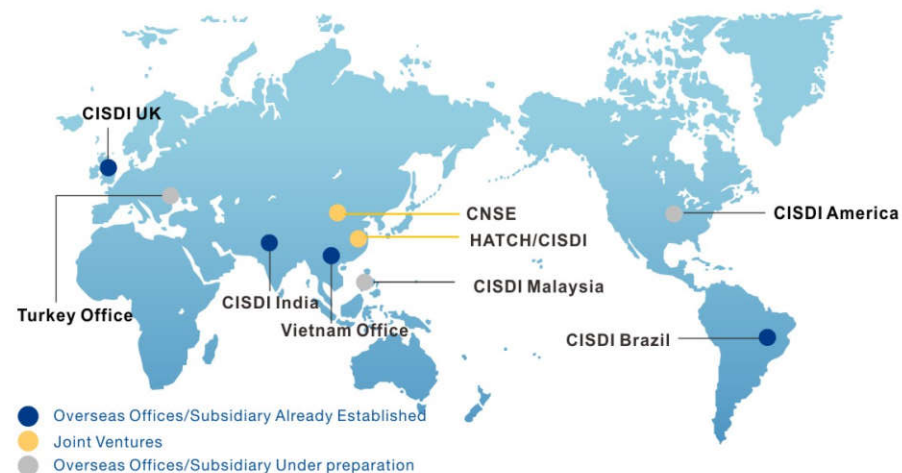 CISDI UK
CNSE
CISDI America
HATCH/CISDI
CISDI Malaysia
CISDI India
Turkey Office
Vietnam Office
CISDI Brazil
Overseas Offices/Subsidiary Already Established
Joint Ventures
Overseas Offices/Subsidiary Under preparation